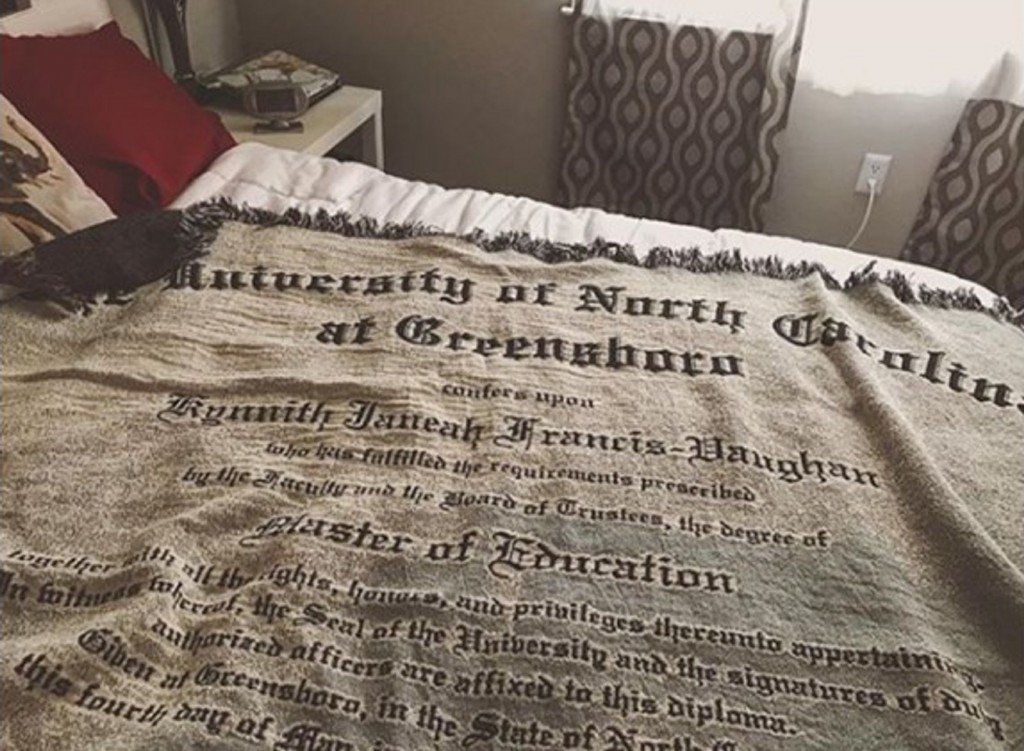 University of North Carolina
at Greensboro
confers upon
Kynnith Janeah Francis-Vaughan
who has fulfilled the requirements prescribed
by the Faculty and the Board of Trustees, the degree of
Master of Education
together with all the rights, honors, and privileges thereunto appertaining.
In witness whereof, the Seal of the University and the signatures of duly
authorized officers are affixed to this diploma.
Given at Greensboro, in the State of North
this fourth day of May